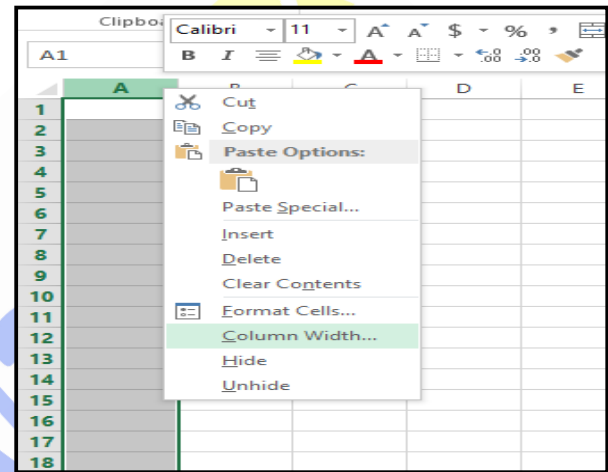 Clipbo
Calibri 11 A A $ % ,
A1
B I A .00 .0
A D E
1
Cut
2
Copy
3
Paste Options:
4
5
Paste Special...
6
7
Insert
8
Delete
9
Clear Contents
10
11
Format Cells...
12
Column Width...
13
Hide
14
Unhide
15
16
17
18